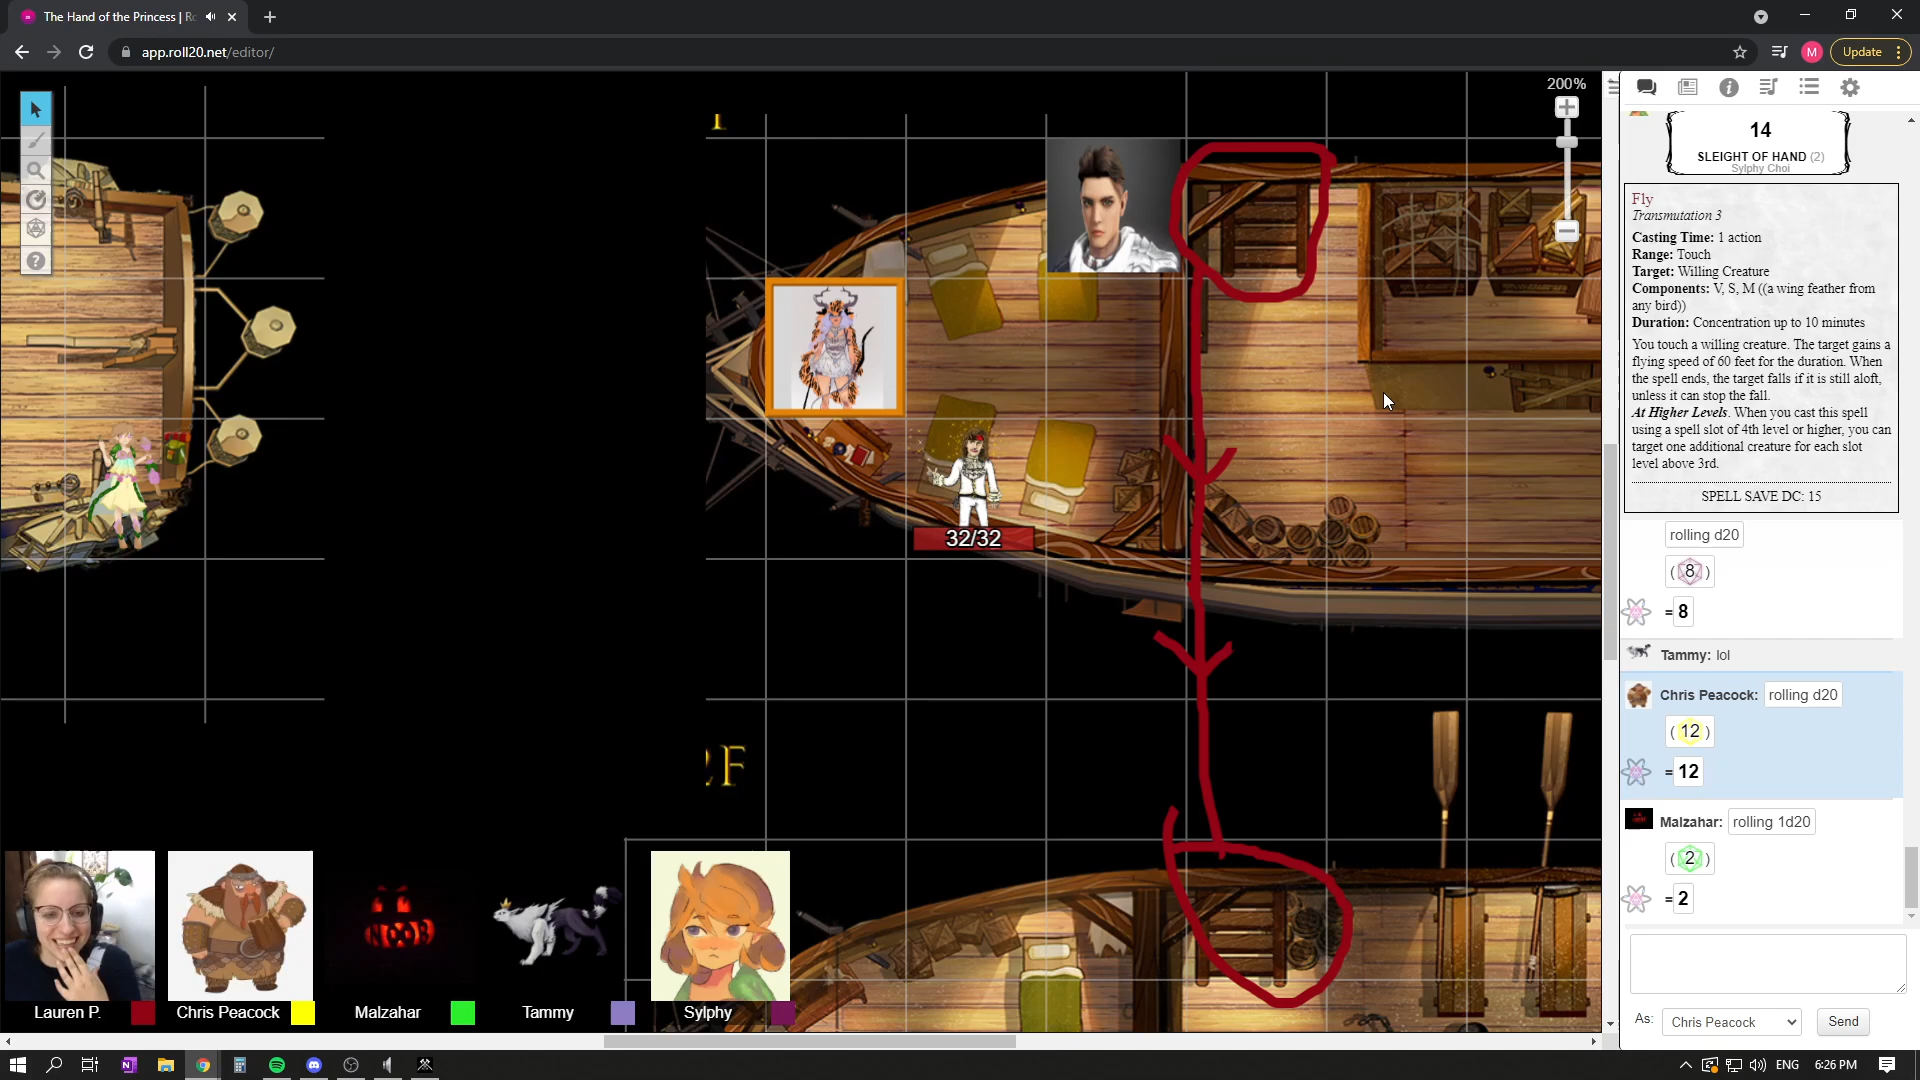 The Hand of the Princess | Ro
app.roll20.net/editor/
M
Update
200%
14
SLEIGHT OF HAND (2)
Sylphy Choi
Fly
Transmutation 3
Casting Time: 1 action
Range: Touch
Target: Willing Creature
Components: V, S, M ((a wing feather from
any bird))
Duration: Concentration up to 10 minutes
You touch a willing creature. The target gains a
flying speed of 60 feet for the duration. When
the spell ends, the target falls if it is still aloft,
unless it can stop the fall.
At Higher Levels. When you cast this spell
using a spell slot of 4th level or higher, you can
target one additional creature for each slot
level above 3rd.
SPELL SAVE DC: 15
rolling d20
(8)
=8
Tammy: lol
Chris Peacock: rolling d20
(12)
=12
Malzahar: rolling 1d20
(2)
=2
As: Chris Peacock
Send
32/32
2F
NOOB
Lauren P.
Chris Peacock
Malzahar
Tammy
Sylphy
ENG
6:26 PM